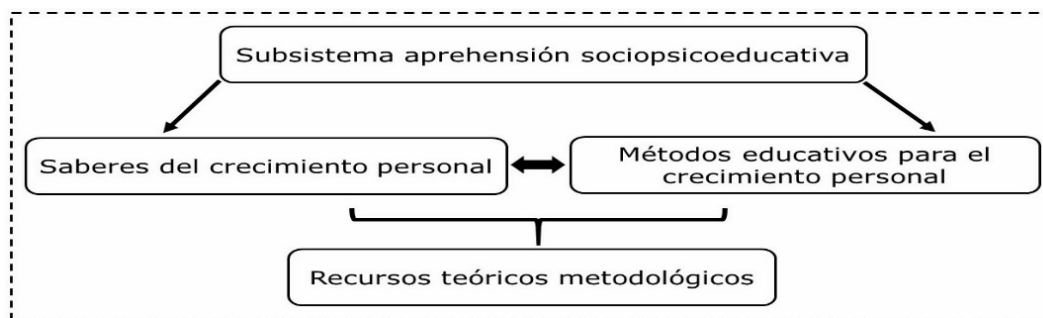 Subsistema aprehensión sociopsicoeducativa
Saberes del crecimiento personal
Métodos educativos para el
crecimiento personal
Recursos teóricos metodológicos